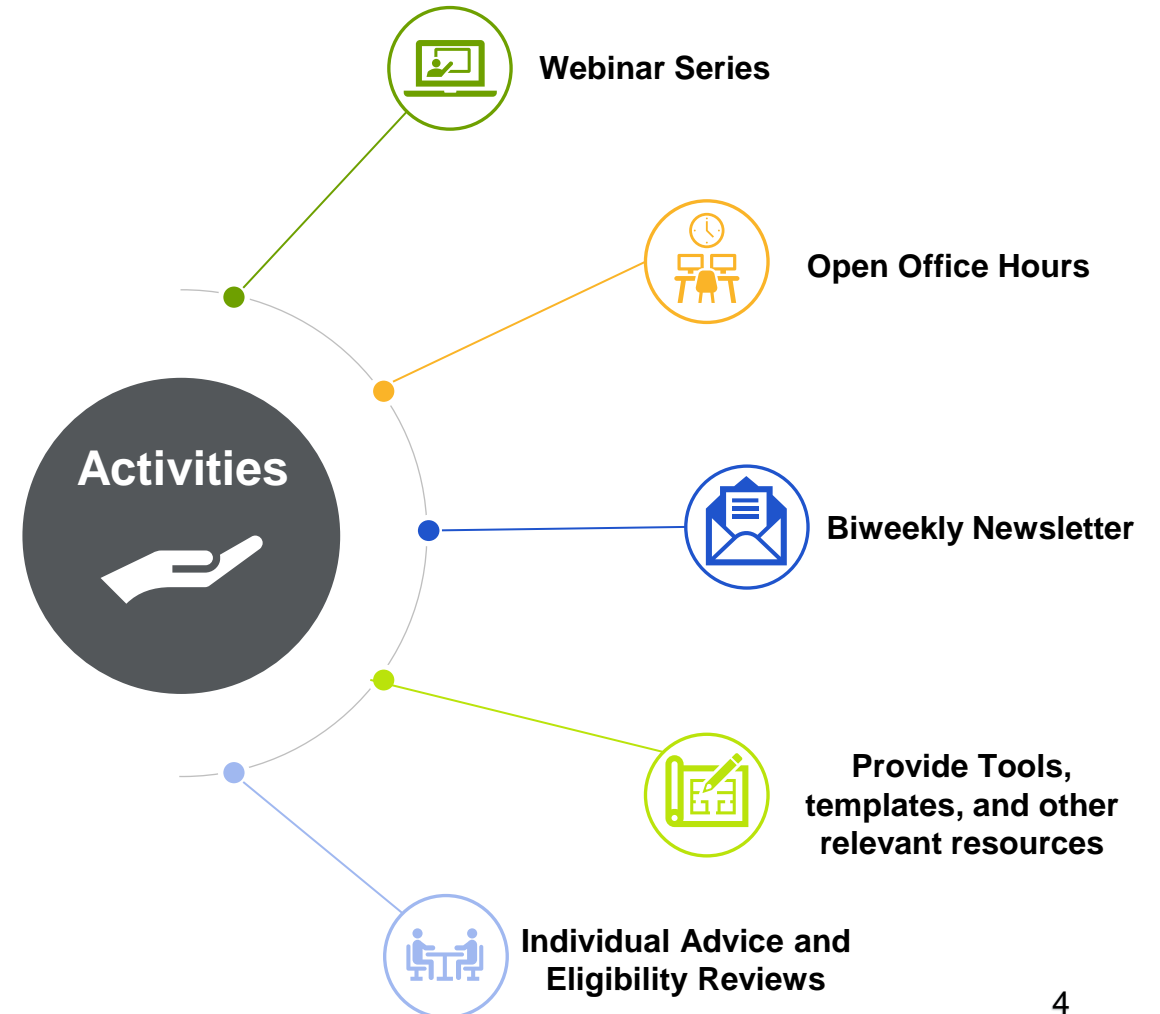 Webinar Series
Open Office Hours
Activities
Biweekly Newsletter
Provide Tools,
templates, and other
relevant resources
Individual Advice and
Eligibility Reviews
4